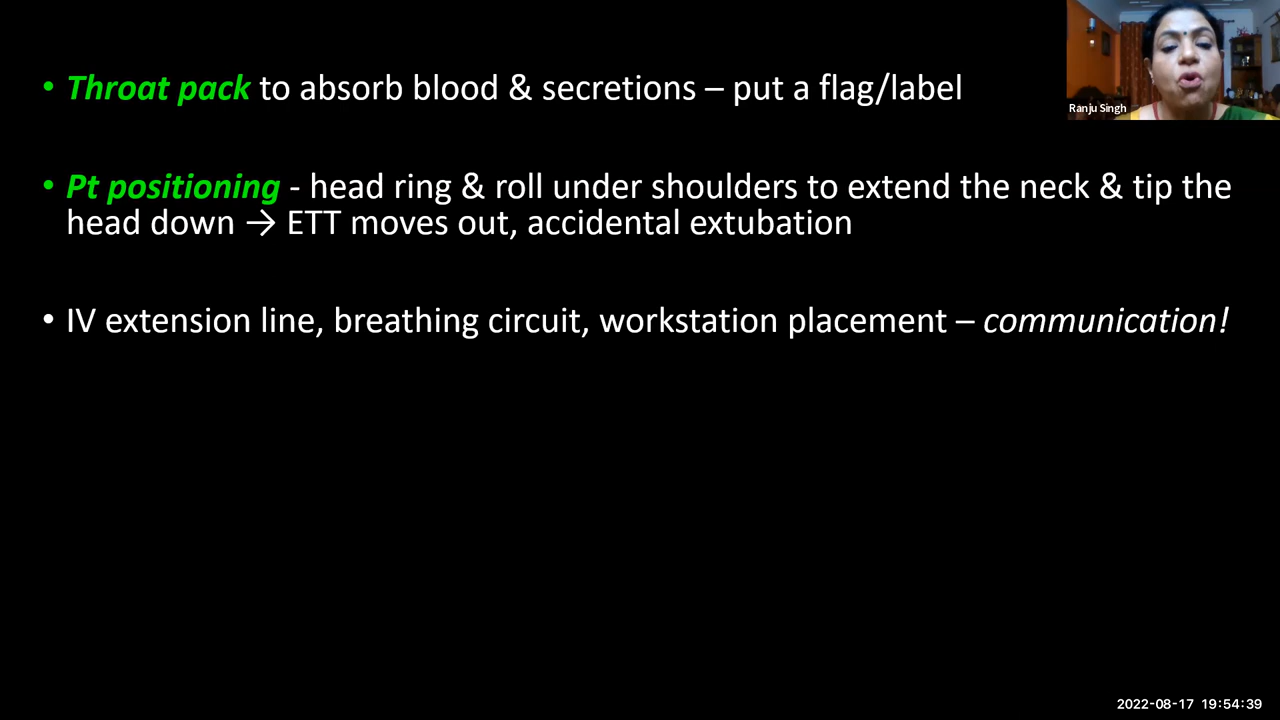 • Throat pack to absorb blood & secretions – put a flag/label
Ranju Singh
• Pt positioning - head ring & roll under shoulders to extend the neck & tip the
head down → ETT moves out, accidental extubation
• IV extension line, breathing circuit, workstation placement – communication!
2022-08-17 19:54:39